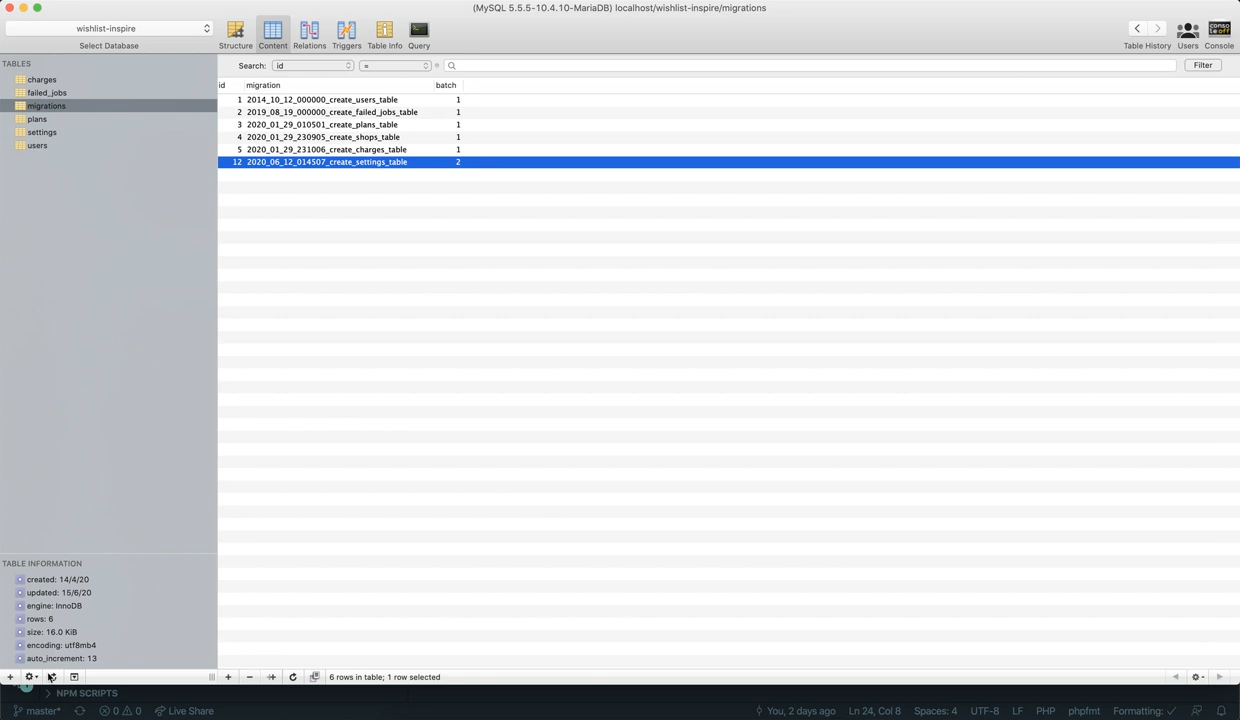 (MySQL 5.5.5-10.4.10-MariaDB) localhost/wishlist-inspire/migrations
wishlist-inspire
Select Database
Structure Content Relations Triggers Table Info Query
Table History Users Console
console off
TABLES
charges
failed_jobs
migrations
plans
settings
users
Search: id =
Filter
id migration batch
1 2014_10_12_000000_create_users_table 1
2 2019_08_19_000000_create_failed_jobs_table 1
3 2020_01_29_010501_create_plans_table 1
4 2020_01_29_230905_create_shops_table 1
5 2020_01_29_231006_create_charges_table 1
12 2020_06_12_014507_create_settings_table 2
TABLE INFORMATION
created: 14/4/20
updated: 15/6/20
engine: InnoDB
rows: 6
size: 16.0 KiB
encoding: utf8mb4
auto_increment: 13
6 rows in table; 1 row selected
NPM SCRIPTS
master* 0 0 Live Share You, 2 days ago Ln 24, Col 8 Spaces: 4 UTF-8 LF PHP phpfmt Formatting: ✓